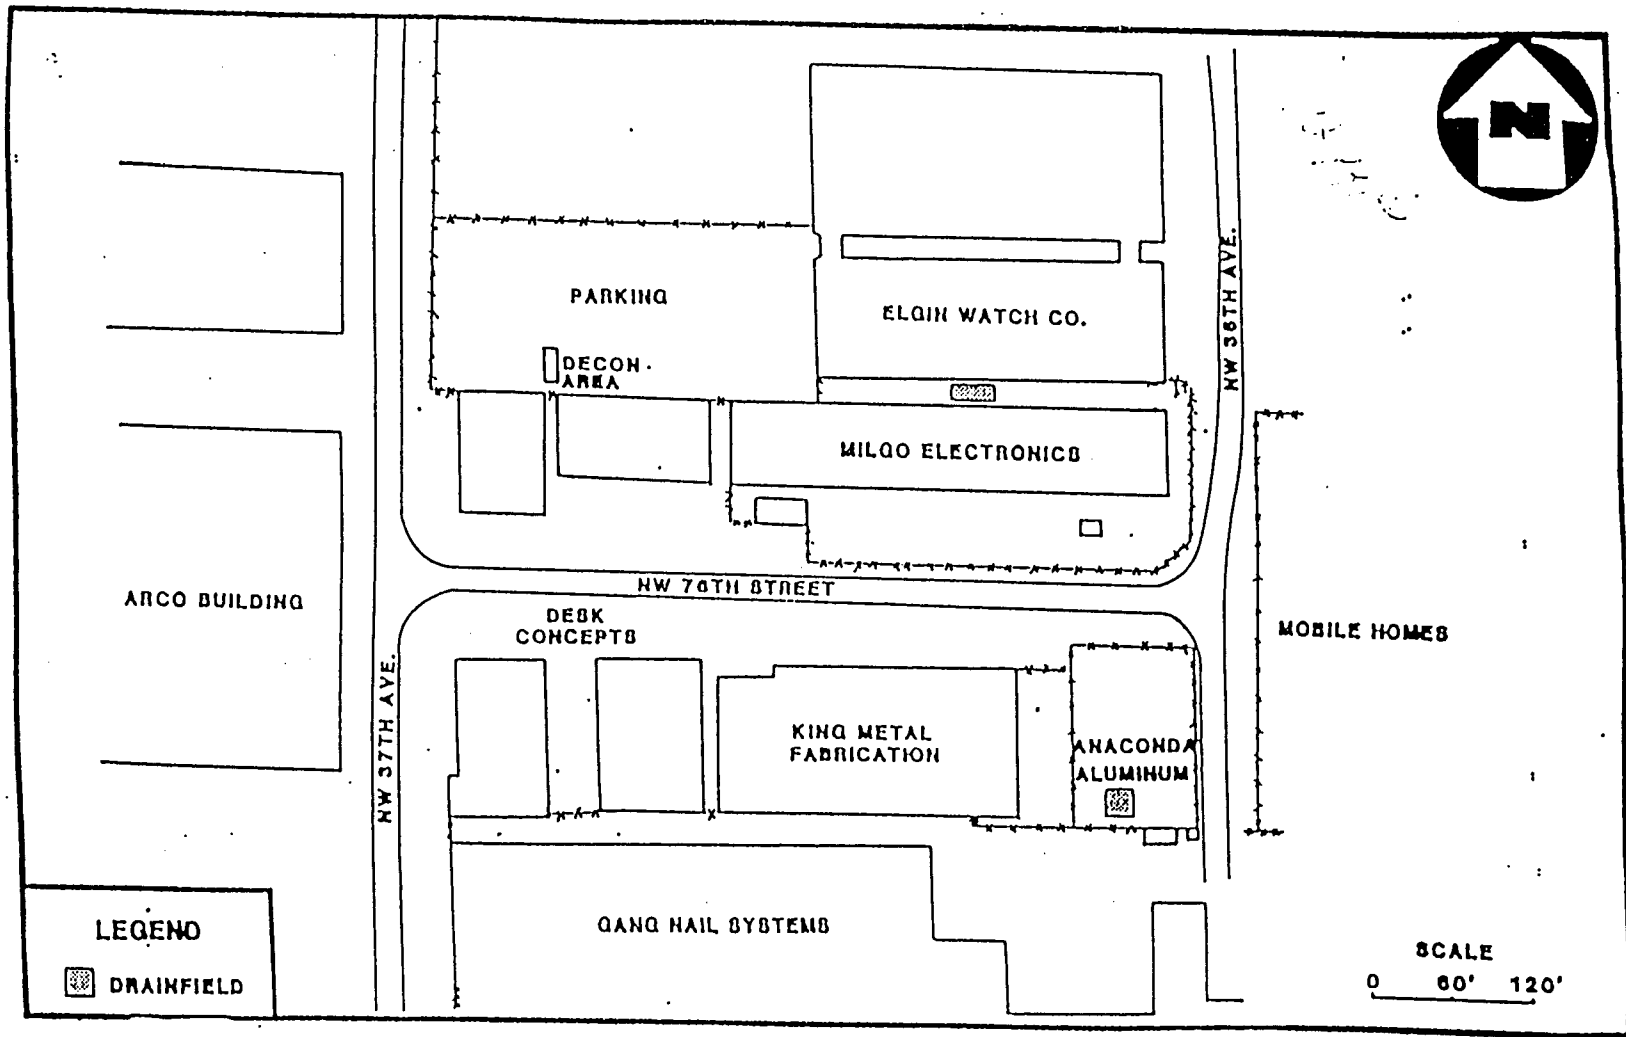 N
PARKING
ELGIN WATCH CO.
NW 36TH AVE.
DECON
AREA
MILGO ELECTRONICS
NW 76TH STREET
ARCO BUILDING
DESK
CONCEPTS
MOBILE HOMES
NW 37TH AVE.
KING METAL
FABRICATION
ANACONDA
ALUMINUM
LEGEND
DRAINFIELD
GANG NAIL SYSTEMS
SCALE
0 60' 120'